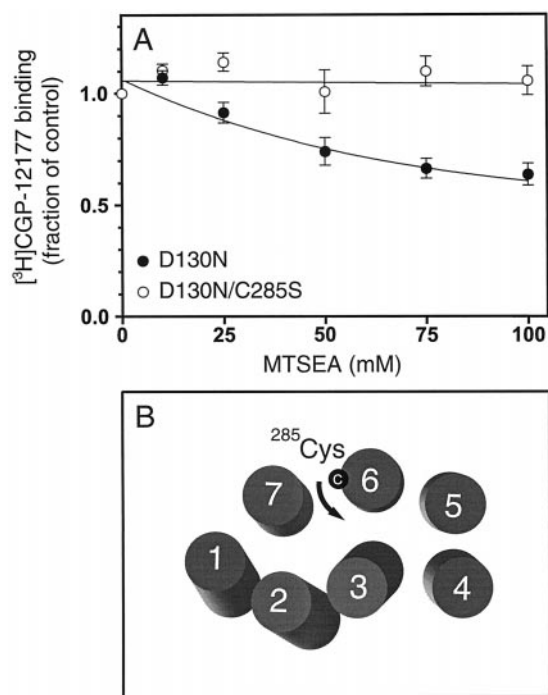 A
[³H]CGP-12177 binding
(fraction of control)
1.0
0.5
0.0
● D130N
○ D130N/C285S
0 25 50 75 100
MTSEA (mM)
B
²⁸⁵Cys
C
7 6 5
1 2 3 4